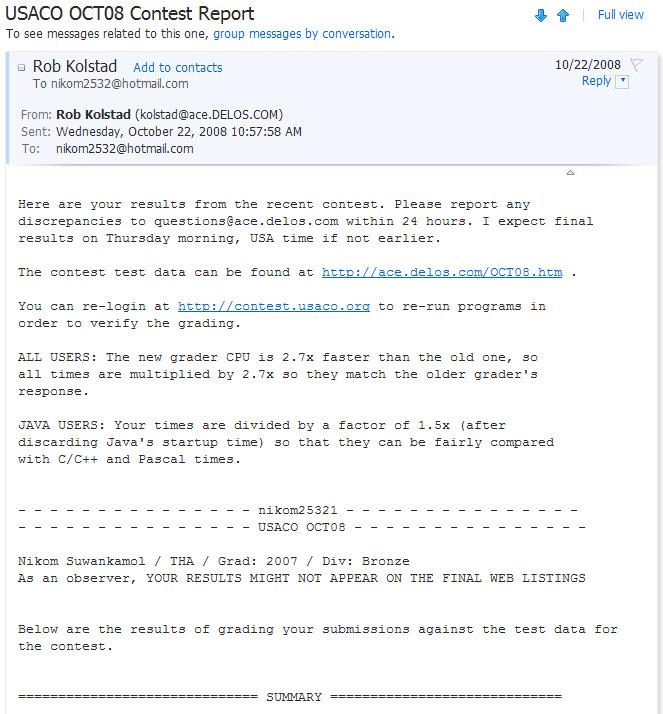 USACO OCT08 Contest Report
Full view
To see messages related to this one, group messages by conversation.
Rob Kolstad Add to contacts 10/22/2008
To nikom2532@hotmail.com Reply
From: Rob Kolstad (kolstad@ace.DELOS.COM)
Sent: Wednesday, October 22, 2008 10:57:58 AM
To: nikom2532@hotmail.com
Here are your results from the recent contest. Please report any
discrepancies to questions@ace.delos.com within 24 hours. I expect final
results on Thursday morning, USA time if not earlier.
The contest test data can be found at http://ace.delos.com/OCT08.htm .
You can re-login at http://contest.usaco.org to re-run programs in
order to verify the grading.
ALL USERS: The new grader CPU is 2.7x faster than the old one, so
all times are multiplied by 2.7x so they match the older grader's
response.
JAVA USERS: Your times are divided by a factor of 1.5x (after
discarding Java's startup time) so that they can be fairly compared
with C/C++ and Pascal times.
- - - - - - - - - - - - - - - nikom25321 - - - - - - - - - - - - - - -
- - - - - - - - - - - - - - - USACO OCT08 - - - - - - - - - - - - - - -
Nikom Suwankamol / THA / Grad: 2007 / Div: Bronze
As an observer, YOUR RESULTS MIGHT NOT APPEAR ON THE FINAL WEB LISTINGS
Below are the results of grading your submissions against the test data for
the contest.
=============================== SUMMARY ==============================